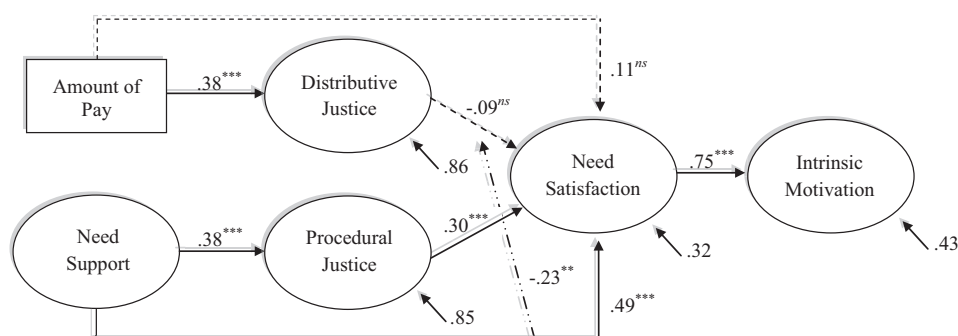 .11ns
Amount of
Pay
.38***
Distributive
Justice
-.09ns
.86
Need
Satisfaction
.75***
Intrinsic
Motivation
.43
.32
Need
Support
.38***
Procedural
Justice
.30***
.85
-.23**
.49***